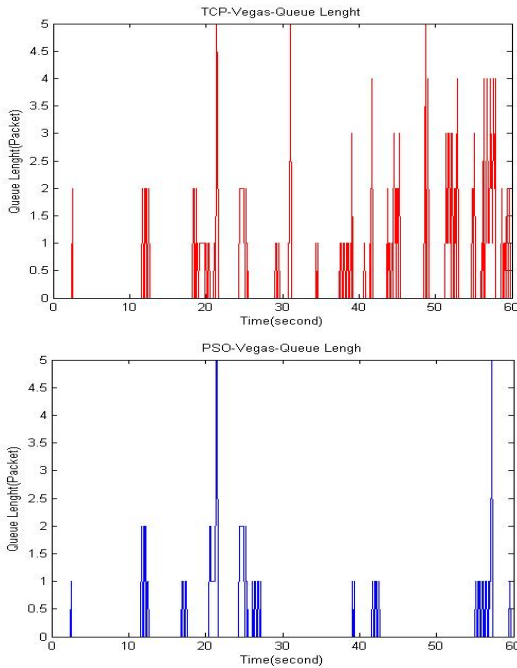 TCP-Vegas-Queue Lenght
5
4.5
4
3.5
3
2.5
2
1.5
1
0.5
0
Queue Lenght(Packet)
0 10 20 30 40 50 60
Time(second)
PSO-Vegas-Queue Lengh
5
4.5
4
3.5
3
2.5
2
1.5
1
0.5
0
Queue Lenght(Packet)
0 10 20 30 40 50 60
Time(second)